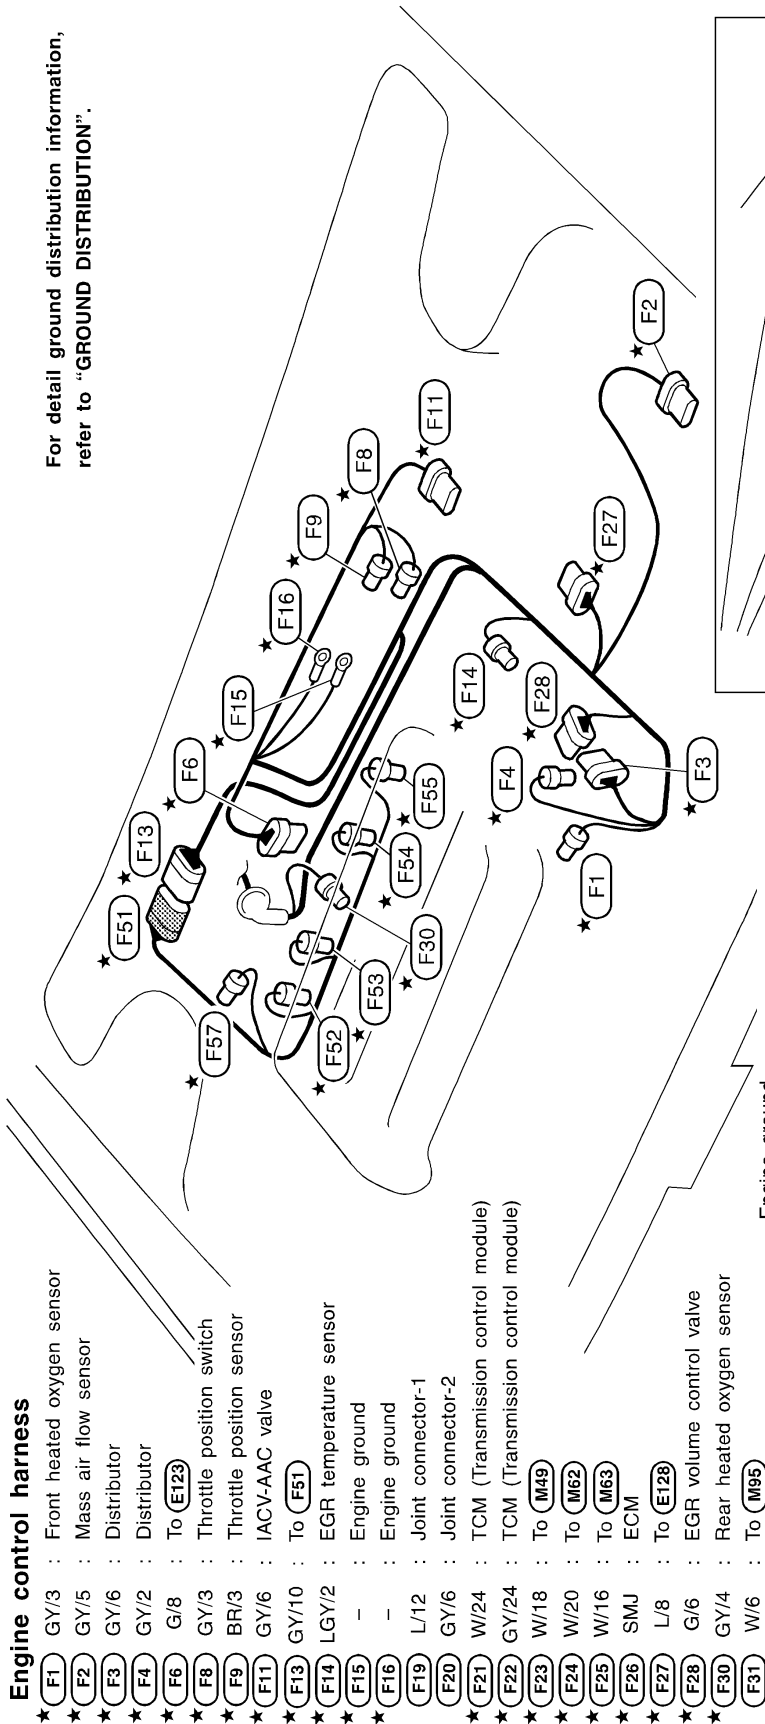 Engine control harness
★ F1 GY/3 : Front heated oxygen sensor
★ F2 GY/5 : Mass air flow sensor
★ F3 GY/6 : Distributor
★ F4 GY/2 : Distributor
★ F6 G/8 : To E123
★ F8 GY/3 : Throttle position switch
★ F9 BR/3 : Throttle position sensor
★ F11 GY/6 : IACV-AAC valve
★ F13 GY/10 : To F51
★ F14 LGY/2 : EGR temperature sensor
★ F15 – : Engine ground
★ F16 – : Engine ground
F19 L/12 : Joint connector-1
F20 GY/6 : Joint connector-2
★ F21 W/24 : TCM (Transmission control module)
★ F22 GY/24 : TCM (Transmission control module)
★ F23 W/18 : To M49
★ F24 W/20 : To M62
★ F25 W/16 : To M63
★ F26 SMJ : ECM
★ F27 L/8 : To E128
★ F28 G/6 : EGR volume control valve
★ F30 GY/4 : Rear heated oxygen sensor
F31 W/6 : To M95
For detail ground distribution information,
refer to “GROUND DISTRIBUTION”.
★ F57
★ F51
★ F13
★ F6
★ F15
★ F16
★ F9
★ F8
★ F11
★ F52
★ F53
★ F30
★ F54
★ F55
★ F14
★ F4
★ F28
★ F27
★ F2
★ F1
★ F3
Engine ground